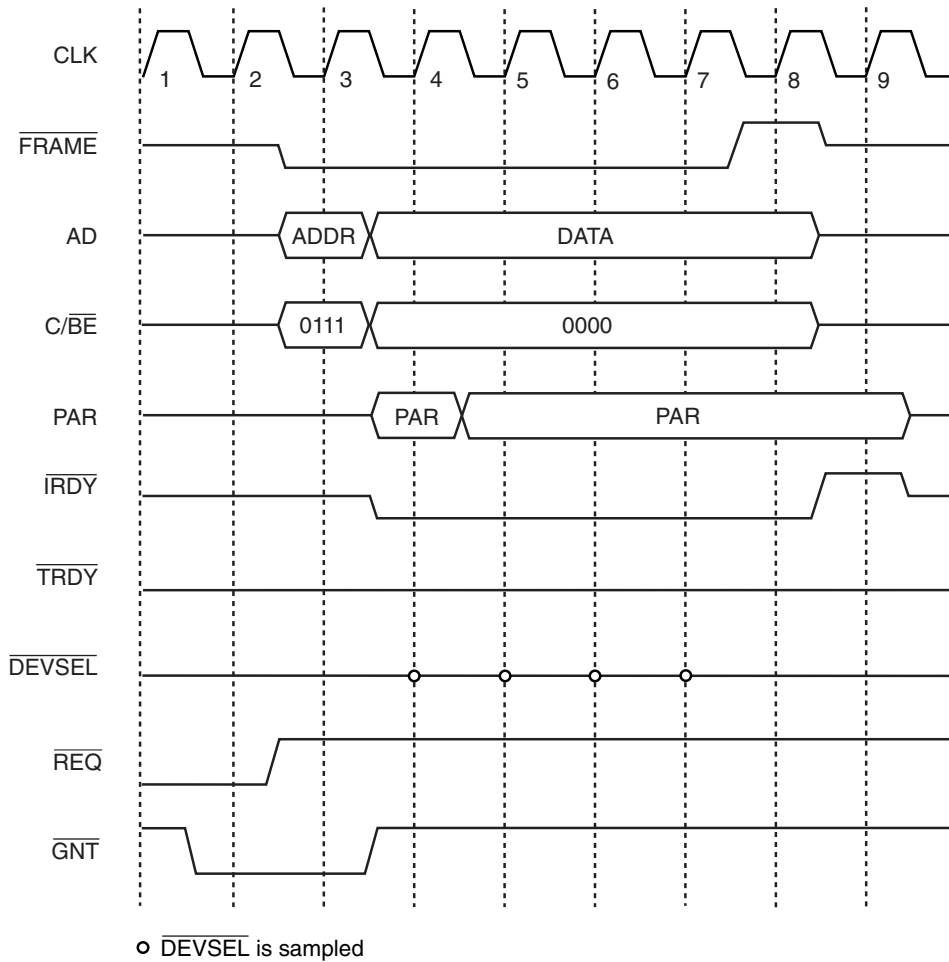 CLK
1 2 3 4 5 6 7 8 9
FRAME
AD ADDR DATA
C/BE 0111 0000
PAR PAR PAR
IRDY
TRDY
DEVSEL
REQ
GNT
DEVSEL is sampled